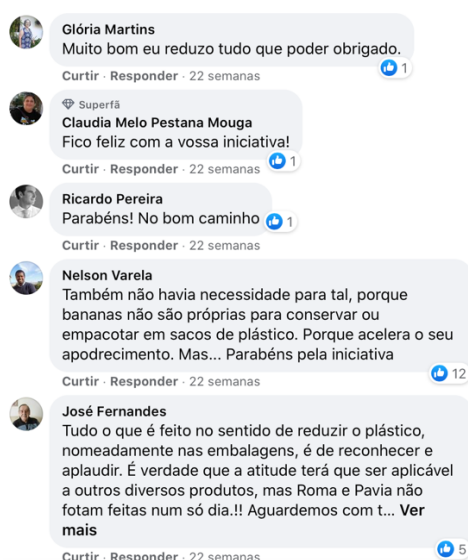 Glória Martins
Muito bom eu reduzo tudo que poder obrigado.
1
Curtir · Responder · 22 semanas
Superfã
Claudia Melo Pestana Mouga
Fico feliz com a vossa iniciativa!
1
Curtir · Responder · 22 semanas
Ricardo Pereira
Parabéns! No bom caminho
1
Curtir · Responder · 22 semanas
Nelson Varela
Também não havia necessidade para tal, porque
bananas não são próprias para conservar ou
empacotar em sacos de plástico. Porque acelera o seu
apodrecimento. Mas... Parabéns pela iniciativa
12
Curtir · Responder · 22 semanas
José Fernandes
Tudo o que é feito no sentido de reduzir o plástico,
nomeadamente nas embalagens, é de reconhecer e
aplaudir. É verdade que a atitude terá que ser aplicável
a outros diversos produtos, mas Roma e Pavia não
fotam feitas num só dia.!! Aguardemos com t... Ver
mais
5
Curtir · Responder · 22 semanas